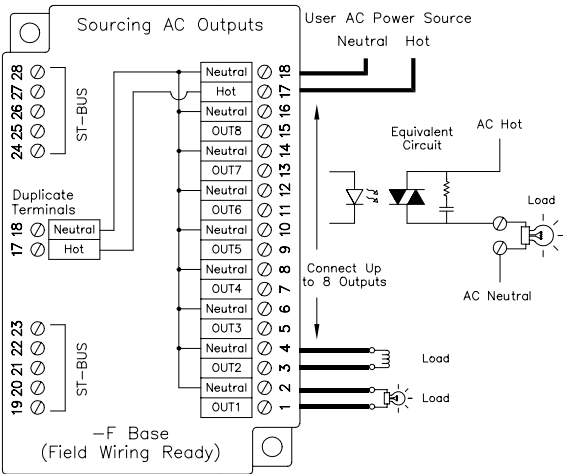 Sourcing AC Outputs
User AC Power Source
Neutral Hot
28
27
26
25
24
ST-BUS
Duplicate
Terminals
18 Neutral
17 Hot
23
22
21
20
19
ST-BUS
Neutral 18
Hot 17
Neutral 16
OUT8 15
Neutral 14
OUT7 13
Neutral 12
OUT6 11
Neutral 10
OUT5 9
Neutral 8
OUT4 7
Neutral 6
OUT3 5
Neutral 4
OUT2 3
Neutral 2
OUT1 1
Equivalent
Circuit
AC Hot
Load
AC Neutral
Connect Up
to 8 Outputs
Load
Load
-F Base
(Field Wiring Ready)